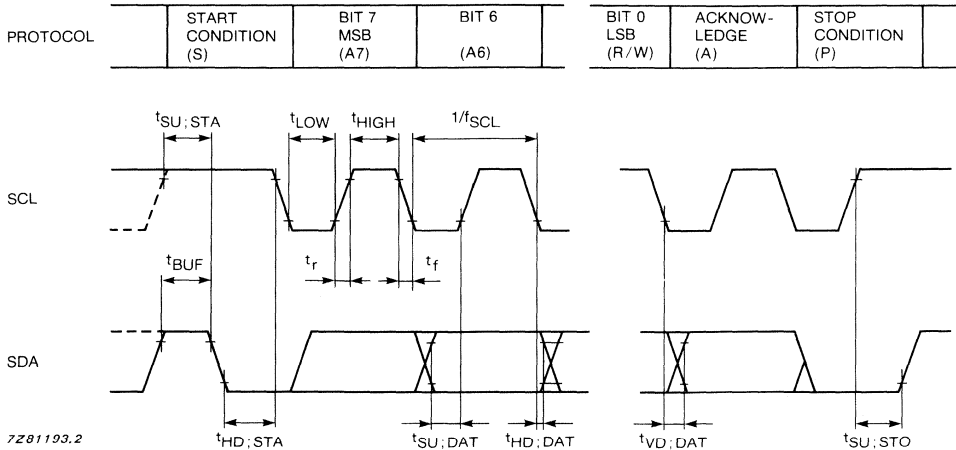 PROTOCOL
START
CONDITION
(S)
BIT 7
MSB
(A7)
BIT 6
(A6)
BIT 0
LSB
(R/W)
ACKNOW-
LEDGE
(A)
STOP
CONDITION
(P)
tSU;STA
tLOW
tHIGH
1/fSCL
SCL
tBUF
tr
tf
SDA
tHD;STA
tSU;DAT
tHD;DAT
tVD;DAT
tSU;STO
7Z81193.2